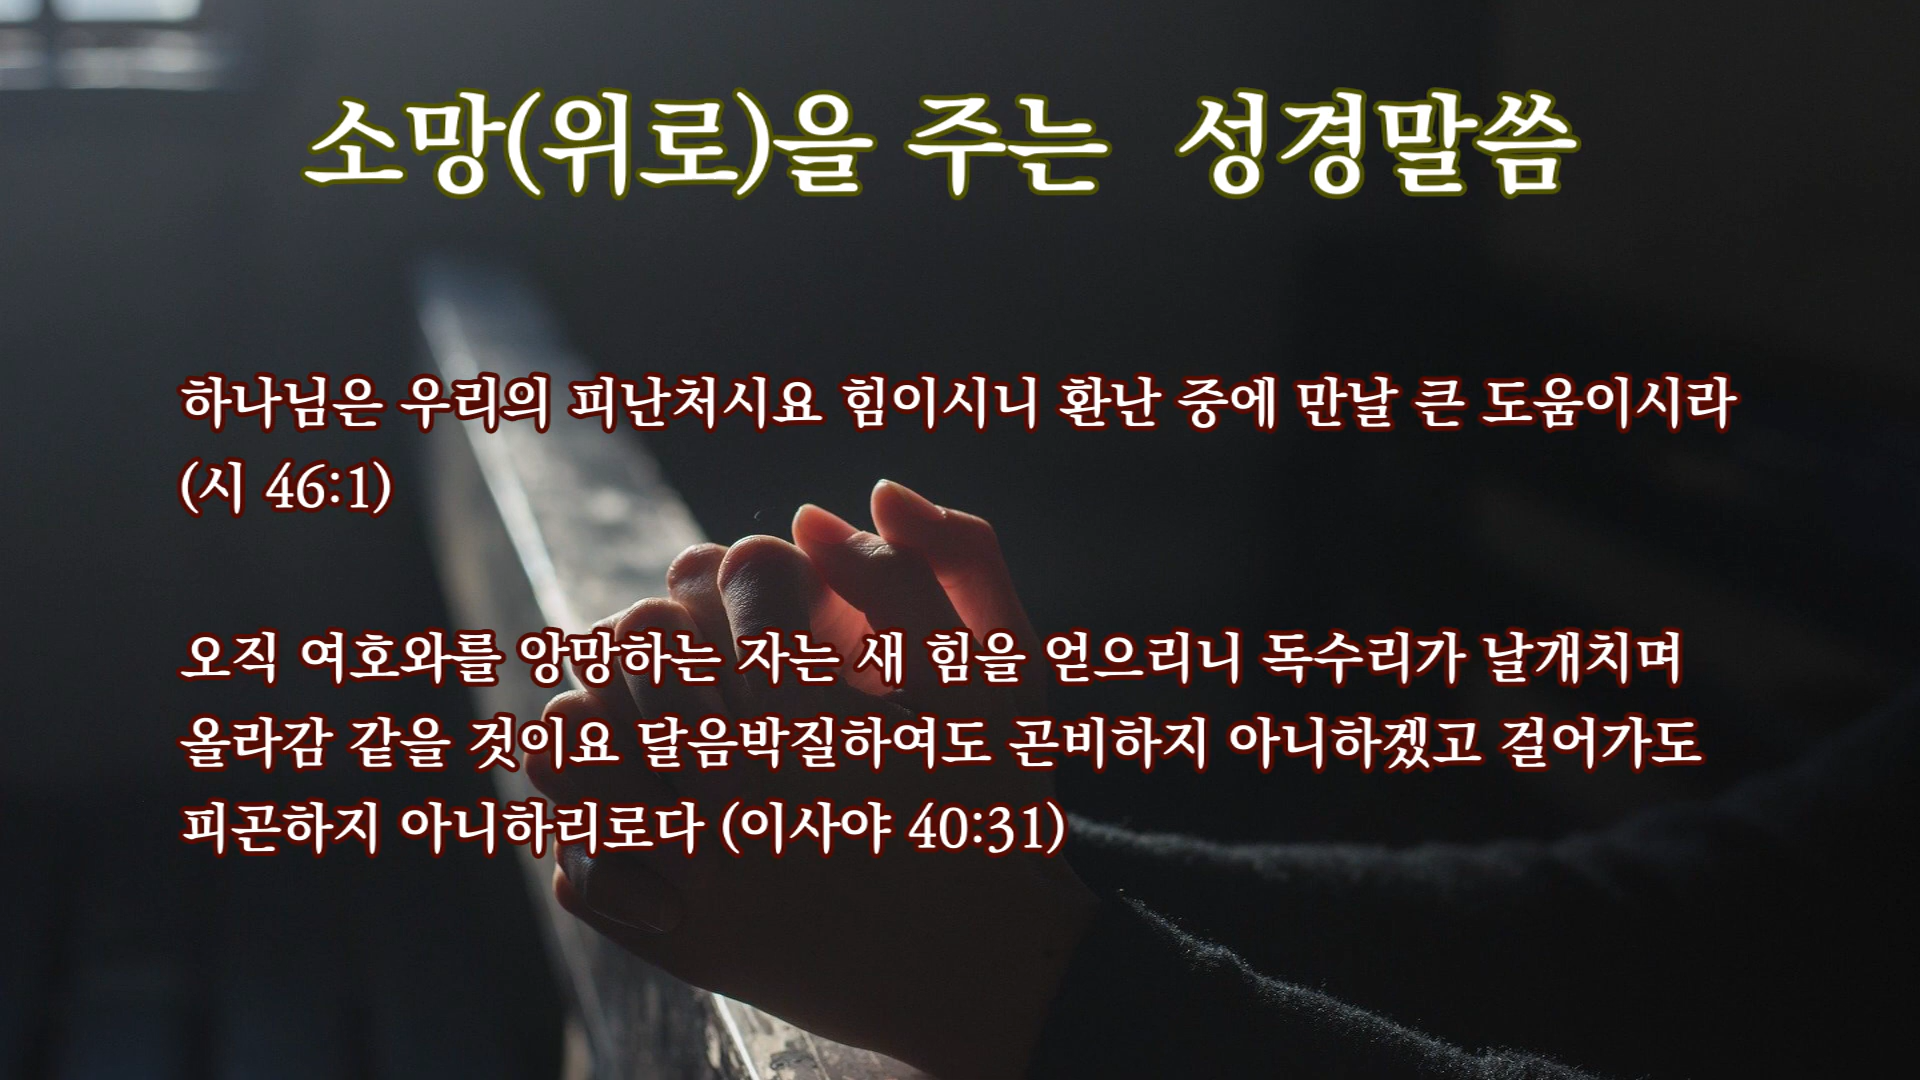 소망(위로)을 주는 성경말씀
하나님은 우리의 피난처시요 힘이시니 환난 중에 만날 큰 도움이시라
(시 46:1)
오직 여호와를 앙망하는 자는 새 힘을 얻으리니 독수리가 날개치며
올라감 같을 것이요 달음박질하여도 곤비하지 아니하겠고 걸어가도
피곤하지 아니하리로다 (이사야 40:31)